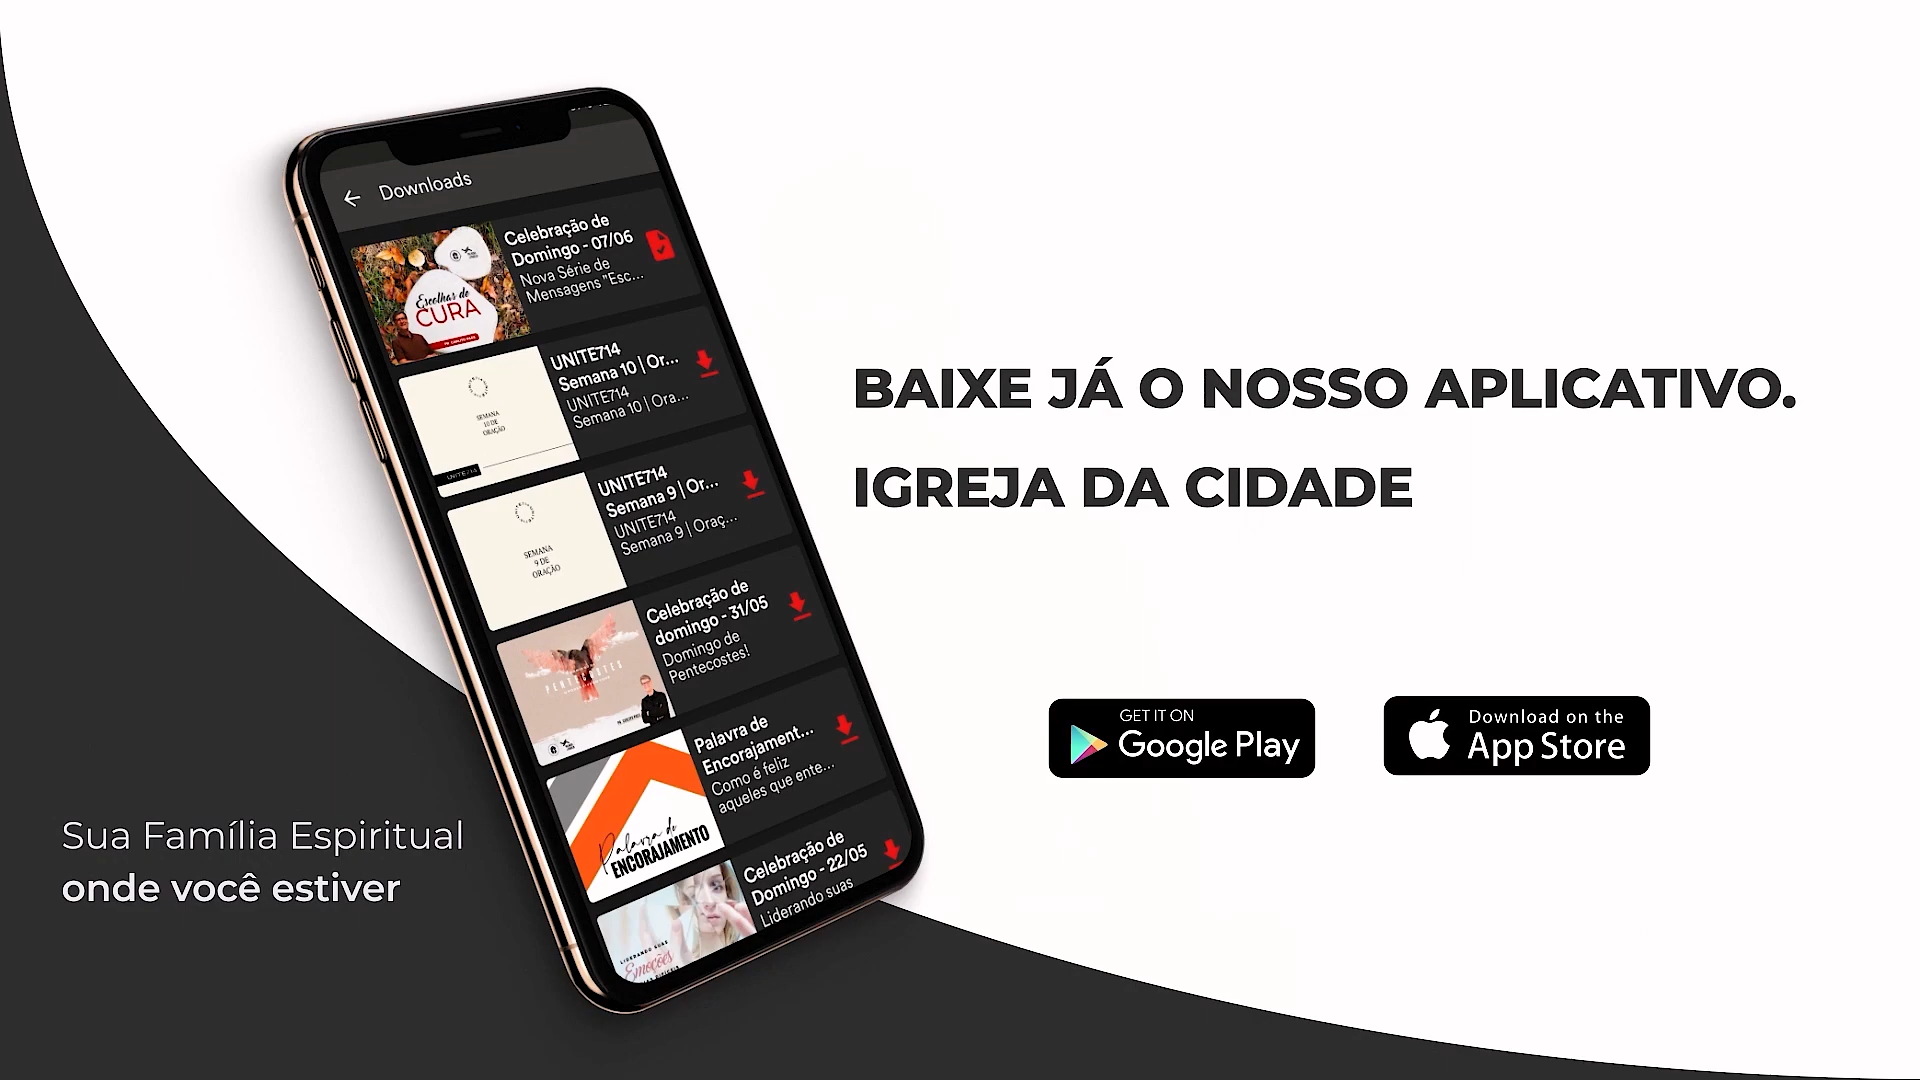 Downloads
Celebração de
Domingo - 07/06
Nova Série de
Mensagens "Esc...
Escolhas de
CURA
UNITE714
Semana 10 | Or...
UNITE714
Semana 10 | Ora...
SEMANA
10 DE
ORAÇÃO
UNITE714
UNITE714
Semana 9 | Or...
UNITE714
Semana 9 | Oraç...
SEMANA
9 DE
ORAÇÃO
Celebração de
domingo - 31/05
Domingo de
Pentecostes!
PENTECOSTES
Palavra de
Encorajament...
Como é feliz
aqueles que ente...
Palavra de
ENCORAJAMENTO
Celebração de
Domingo - 22/05
Liderando suas
LIDERANDO SUAS
Emoções
BAIXE JÁ O NOSSO APLICATIVO.
IGREJA DA CIDADE
GET IT ON
Google Play
Download on the
App Store
Sua Família Espiritual
onde você estiver